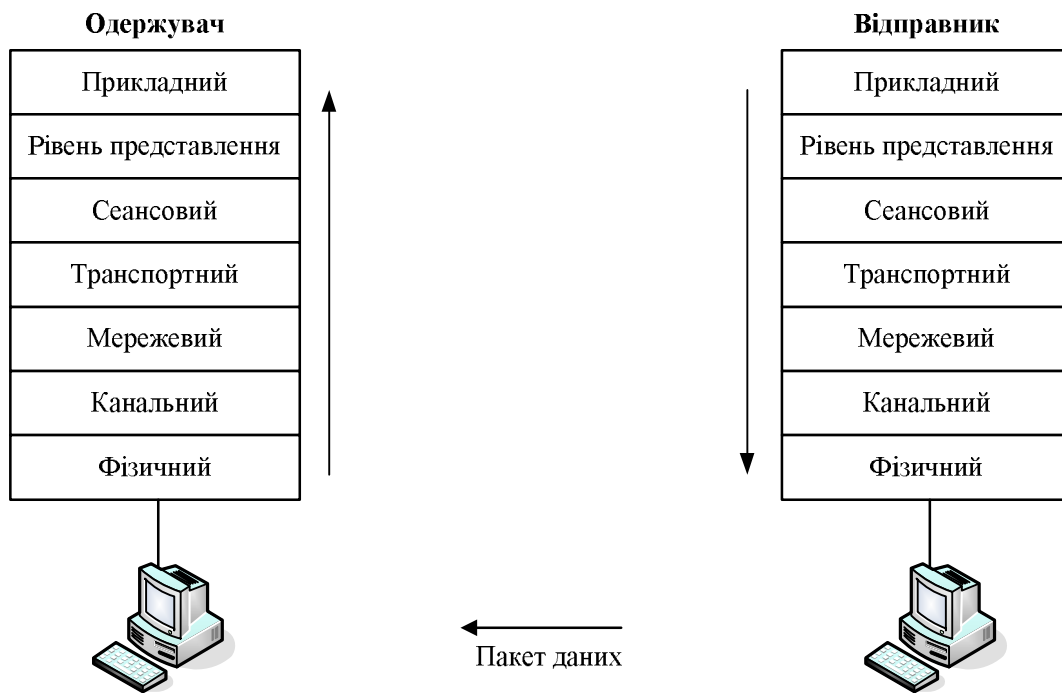 Одержувач
Прикладний
Рівень представлення
Сеансовий
Транспортний
Мережевий
Канальний
Фізичний
Відправник
Прикладний
Рівень представлення
Сеансовий
Транспортний
Мережевий
Канальний
Фізичний
Пакет даних